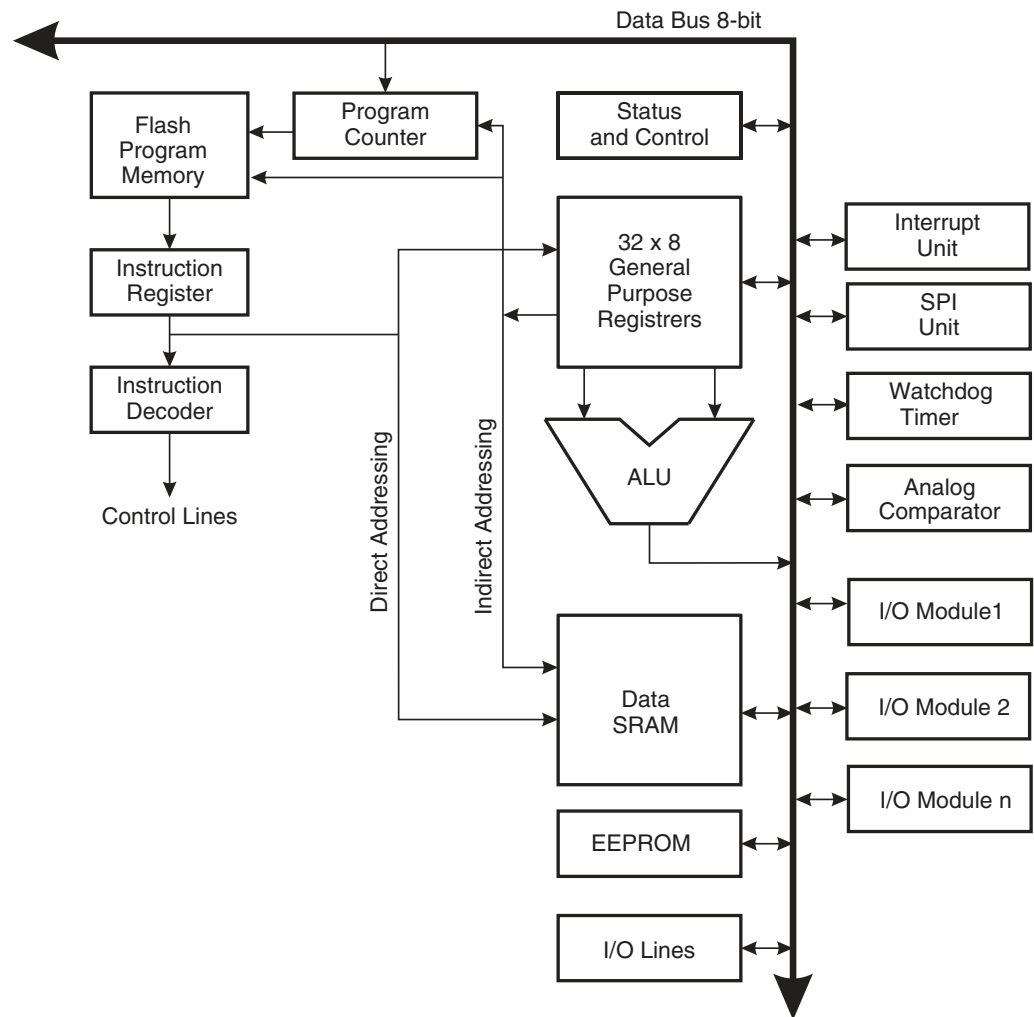 Data Bus 8-bit
Flash
Program
Memory
Program
Counter
Status
and Control
Interrupt
Unit
32 x 8
General
Purpose
Registrers
Instruction
Register
SPI
Unit
Instruction
Decoder
Watchdog
Timer
Direct Addressing
Indirect Addressing
ALU
Analog
Comparator
Control Lines
I/O Module1
Data
SRAM
I/O Module 2
I/O Module n
EEPROM
I/O Lines